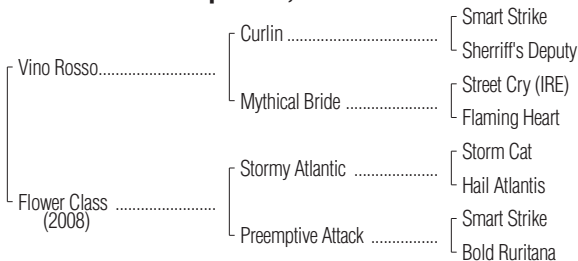 Smart Strike
Curlin
Sherriff's Deputy
Vino Rosso
Street Cry (IRE)
Mythical Bride
Flaming Heart
Storm Cat
Stormy Atlantic
Hail Atlantis
Flower Class
(2008)
Smart Strike
Preemptive Attack
Bold Ruritana